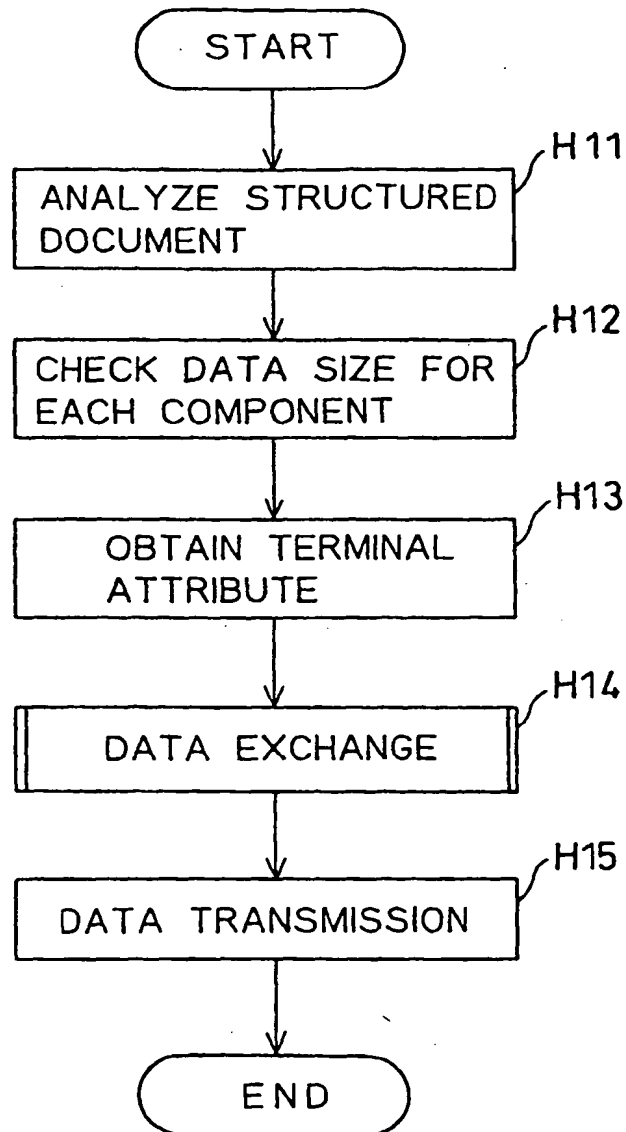 START
H11
ANALYZE STRUCTURED
DOCUMENT
H12
CHECK DATA SIZE FOR
EACH COMPONENT
H13
OBTAIN TERMINAL
ATTRIBUTE
H14
DATA EXCHANGE
H15
DATA TRANSMISSION
END